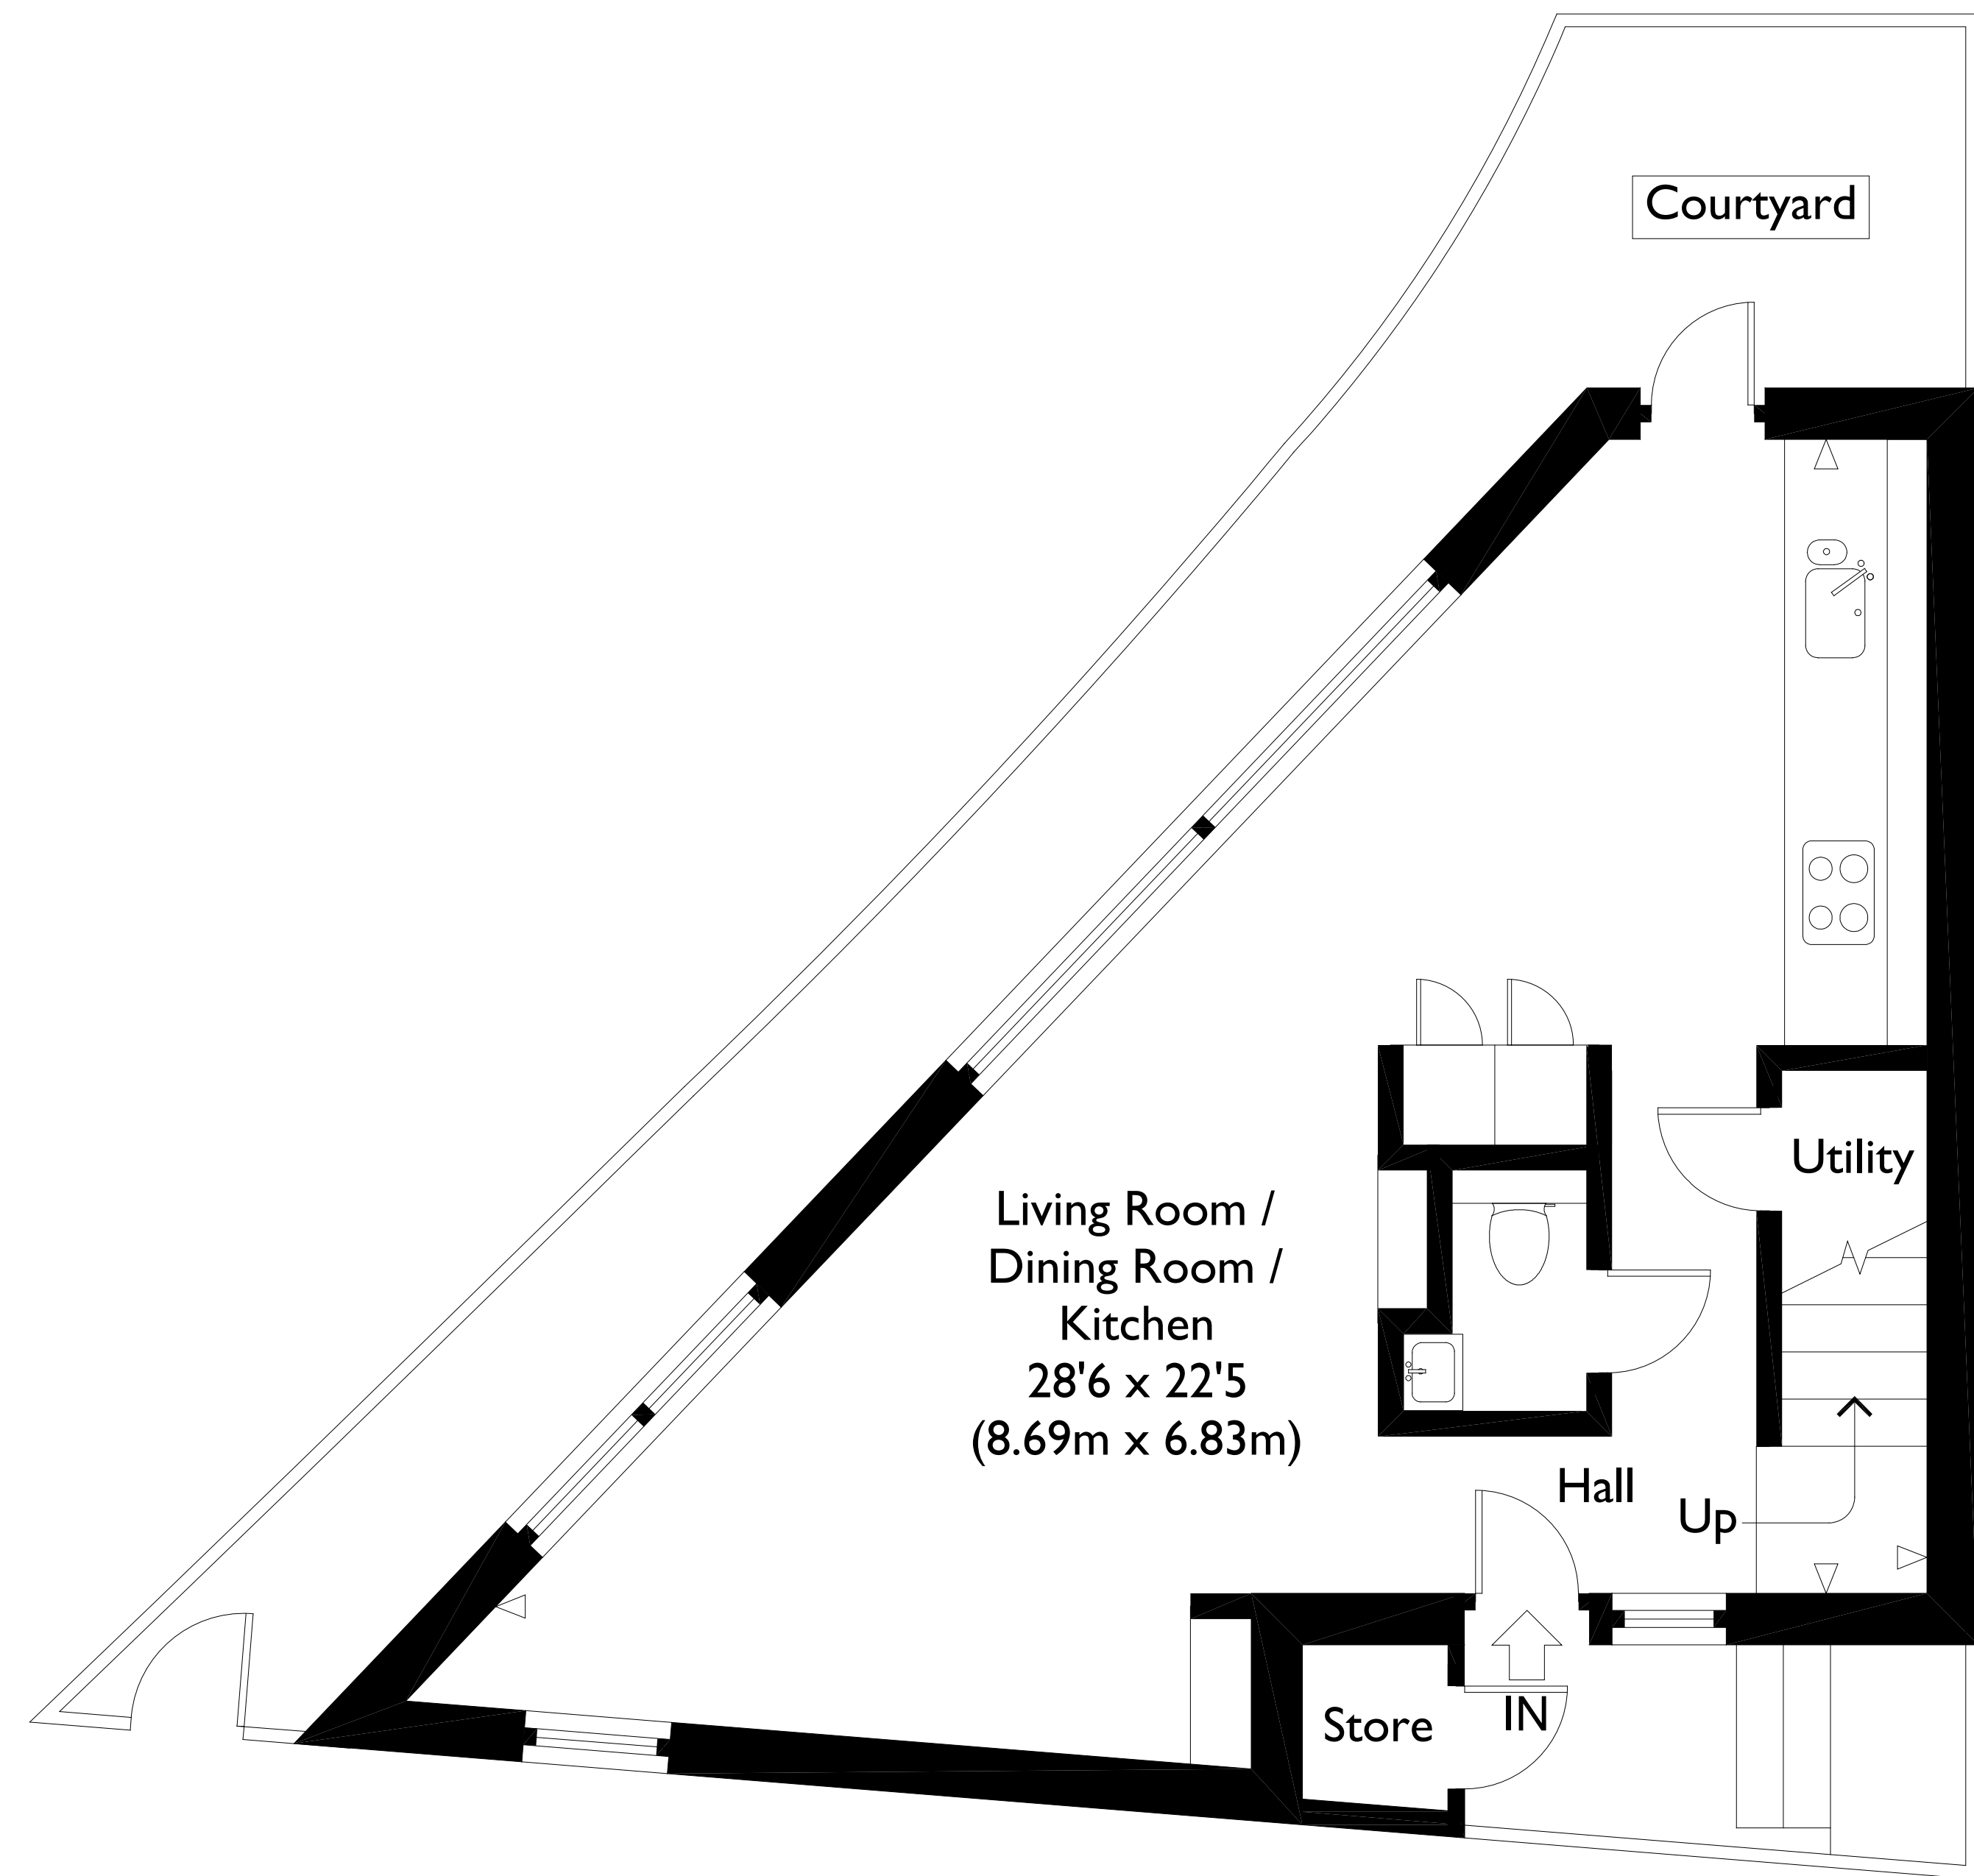 Courtyard
Utility
Living Room /
Dining Room /
Kitchen
28'6 x 22'5
(8.69m x 6.83m)
Hall
Up
Store
IN